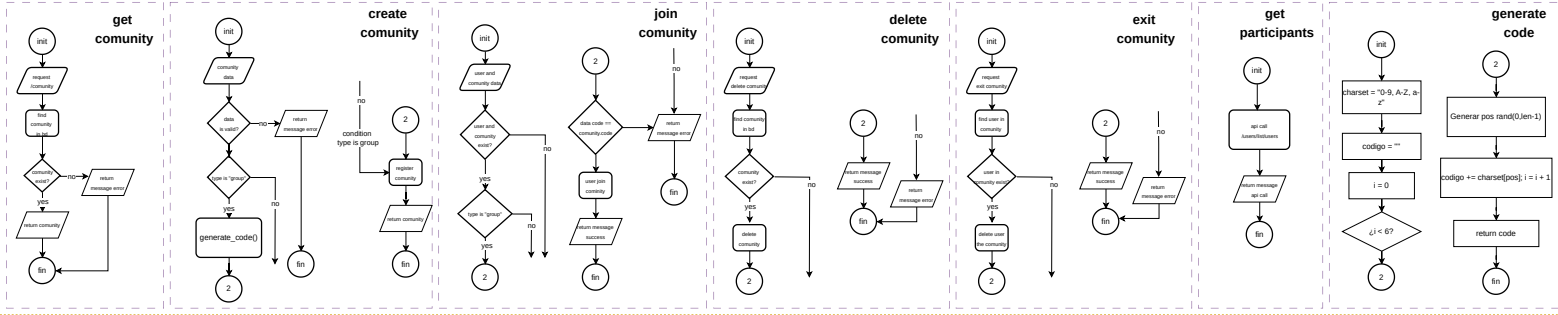 get
comunity
init
request
/comunity
find
comunity
in bd
comunity
exist?
no
return
message error
yes
return comunity
fin
create
comunity
init
comunity
data
data
is valid?
no
return
message error
type is "group"
yes
no
generate_code()
2
fin
no
condition
type is group
2
register
comunity
return comunity
fin
join
comunity
init
user and
comunity data
user and
comunity
exist?
no
yes
type is "group"
no
yes
2
2
data code ==
comunity.code
no
return
message error
fin
user join
cominity
return message
success
fin
delete
comunity
init
request
delete comunity
find comunity
in bd
comunity
exist?
no
yes
delete
comunity
2
2
return message
success
fin
no
return
message error
exit
comunity
init
request
exit comunity
find user in
comunity
user in
comunity exist?
no
yes
delete user
the comunity
2
2
return message
success
fin
no
return
message error
get
participants
init
api call
/users/list/users
return message
api call
fin
generate
code
init
charset = "0-9, A-Z, a-
z"
codigo = ""
i = 0
¿i < 6?
2
2
Generar pos rand(0,len-1)
codigo += charset[pos]; i = i + 1
return code
fin